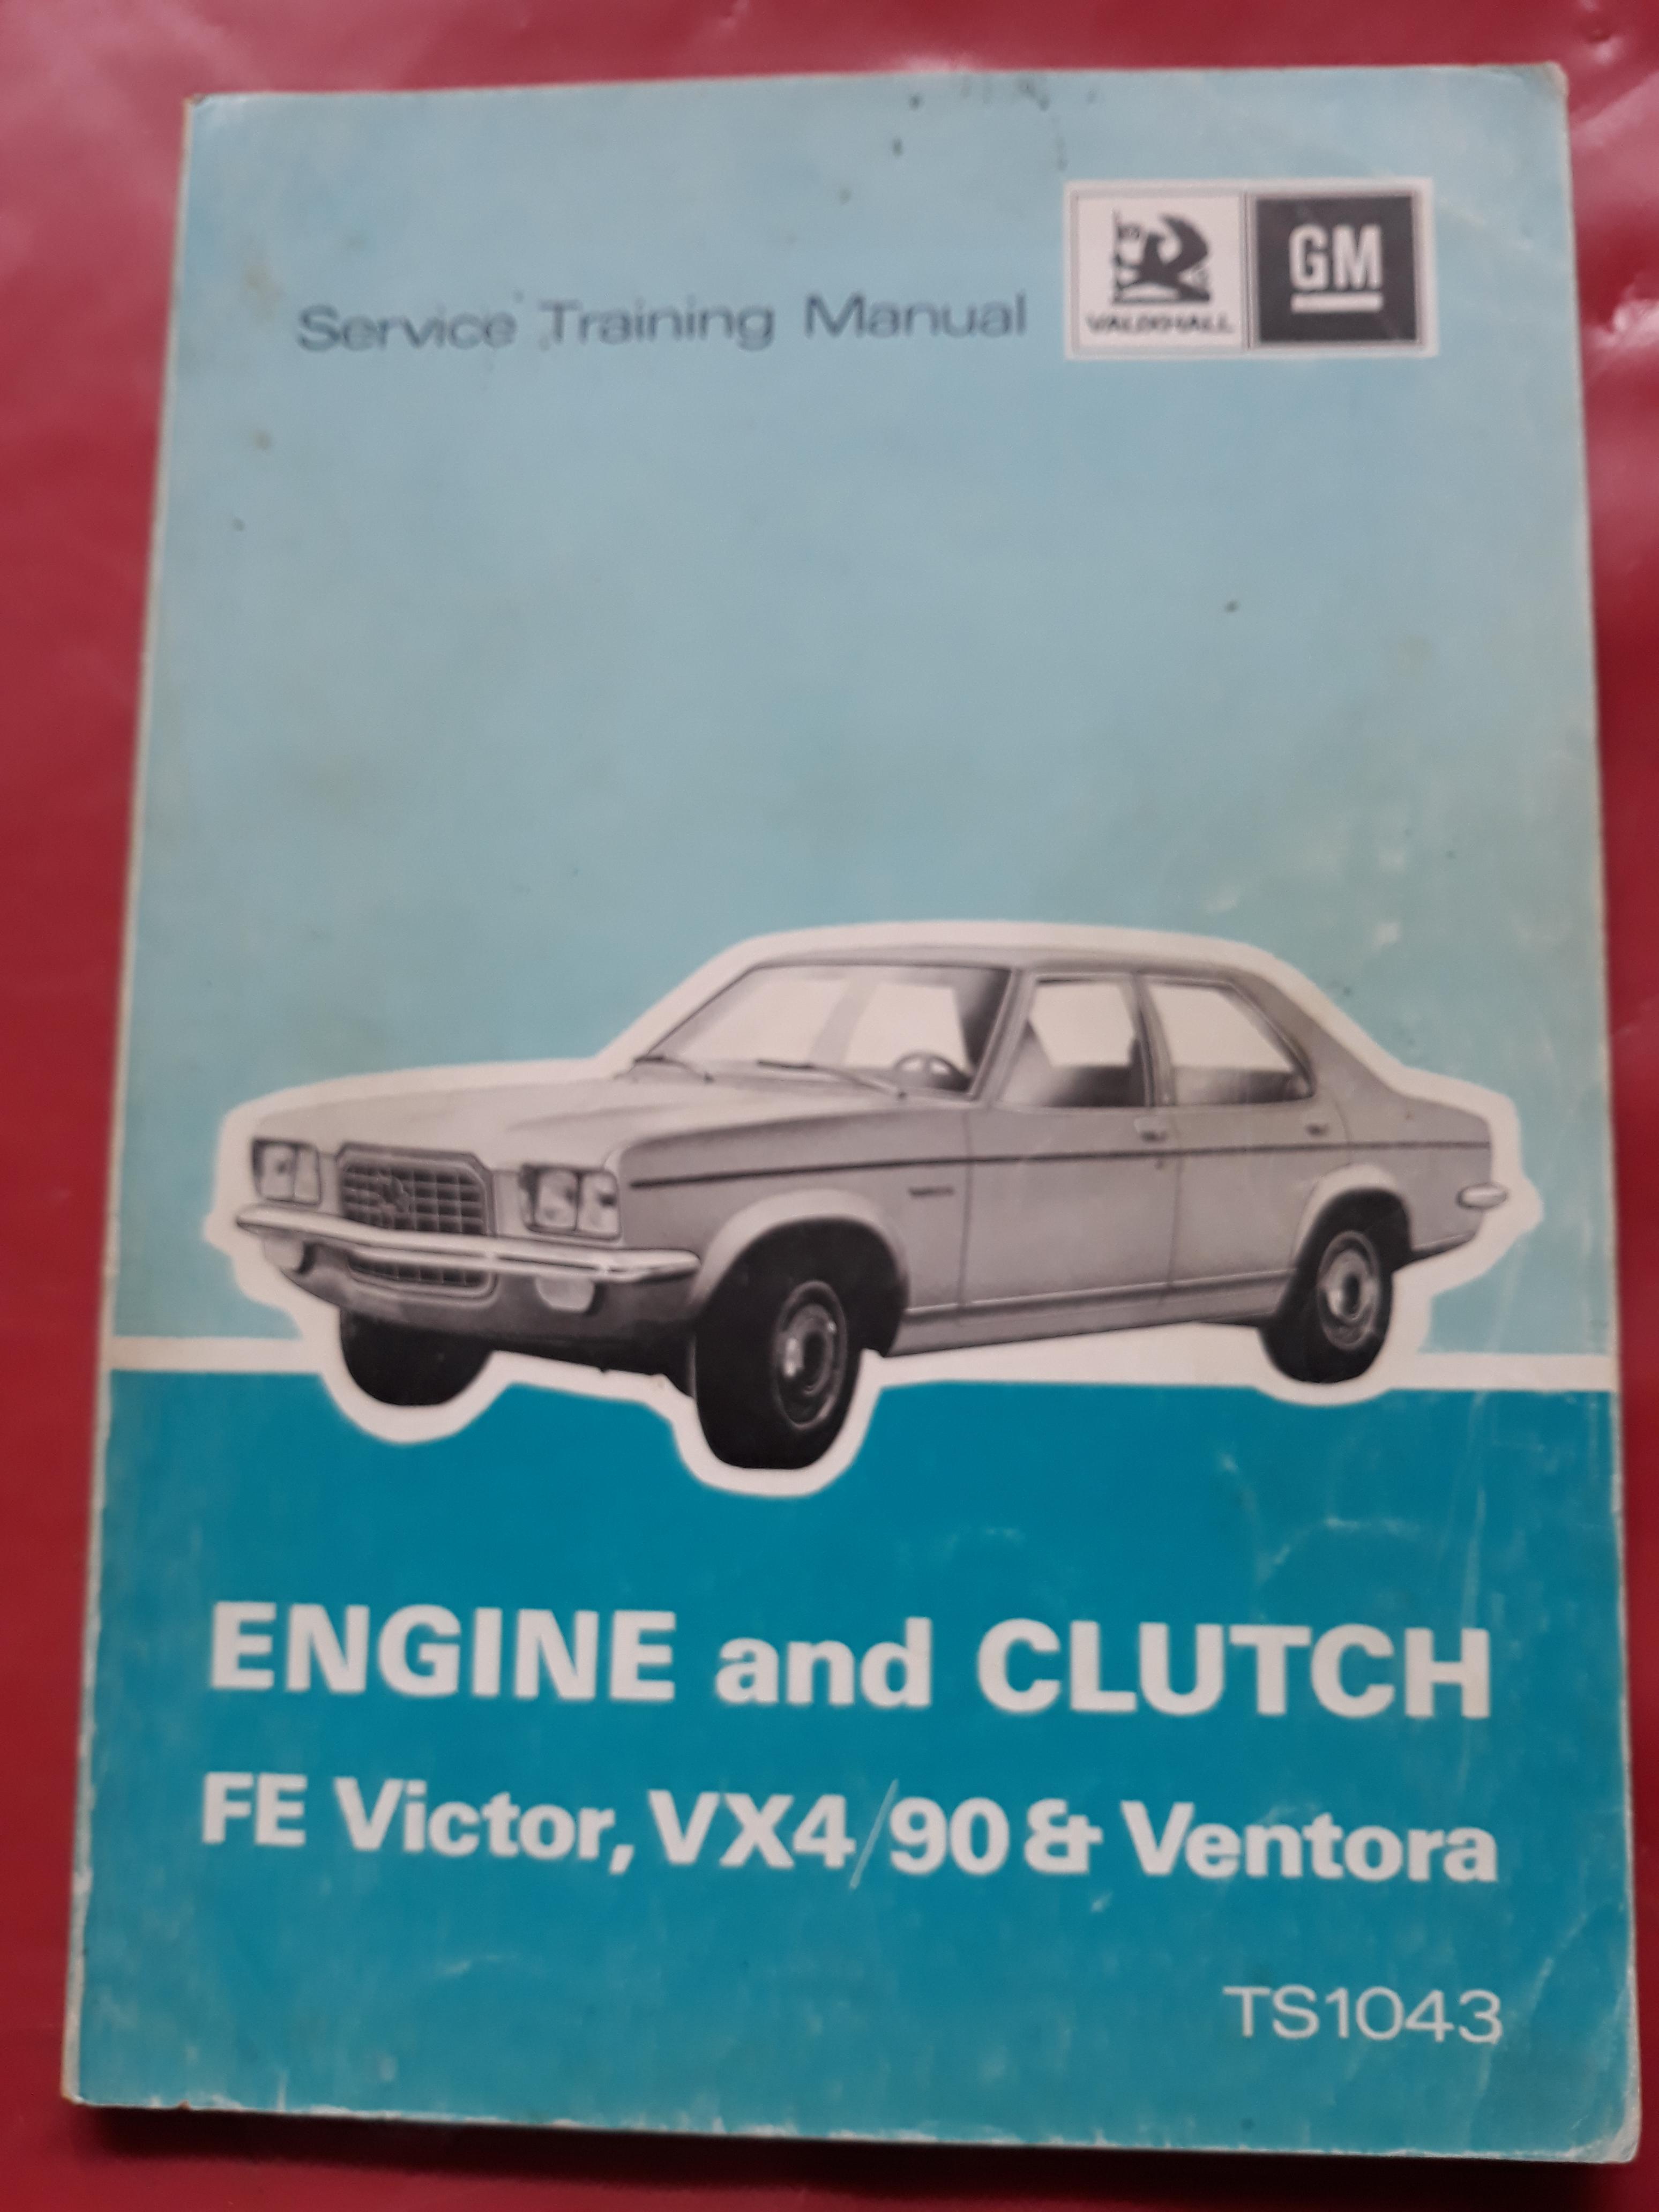 Service Training Manual
VAUXHALL
GM
ENGINE and CLUTCH
FE Victor, VX4/90 & Ventora
TS1043